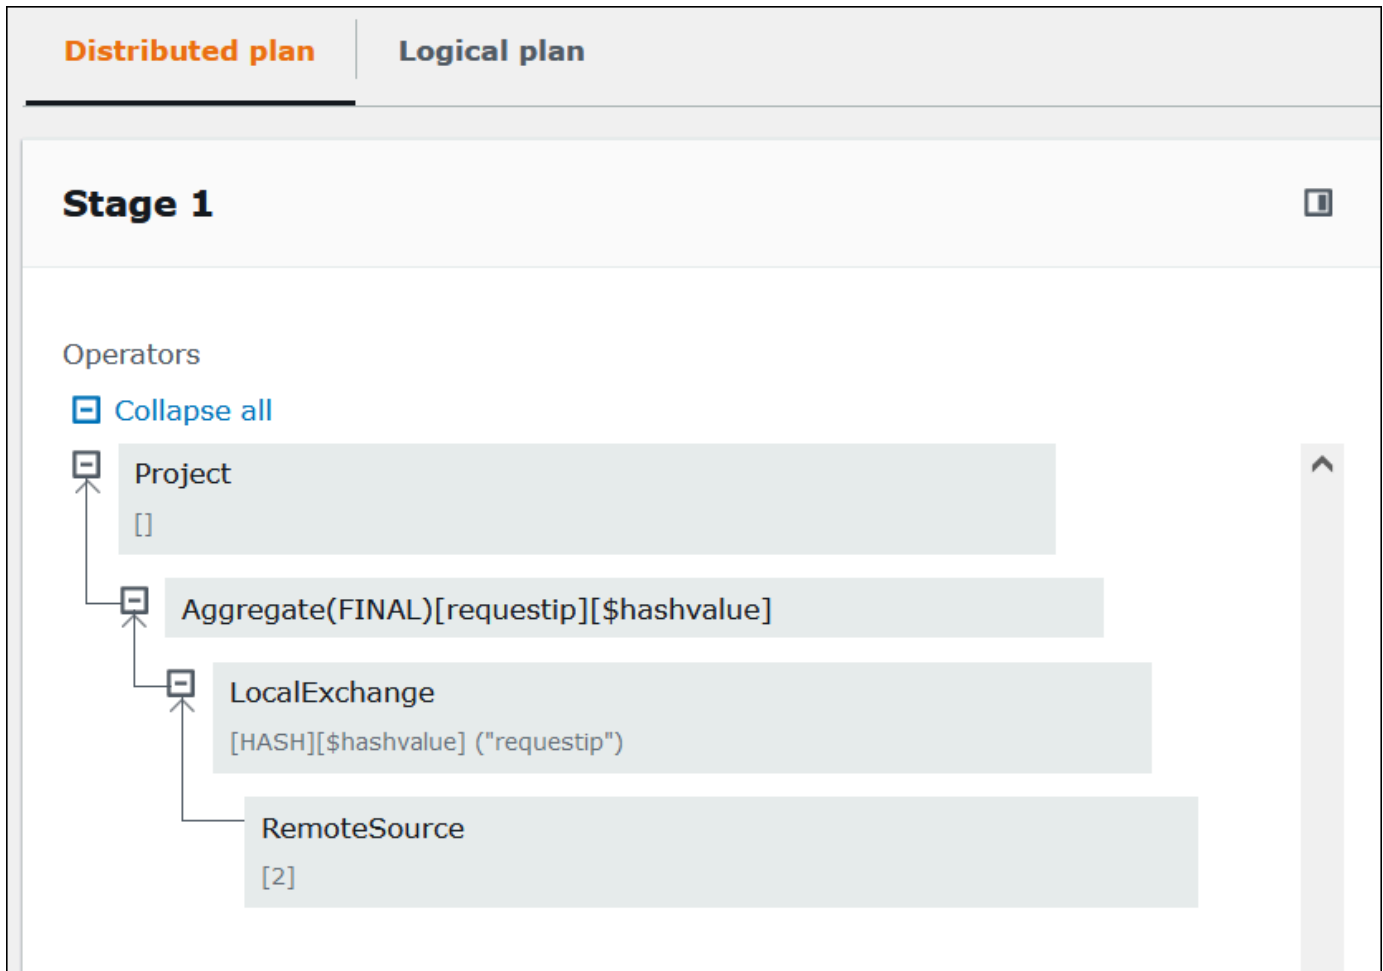 Distributed plan
Logical plan
Stage 1
Operators
Collapse all
Project
[]
Aggregate(FINAL)[requestip][$hashvalue]
LocalExchange
[HASH][$hashvalue] ("requestip")
RemoteSource
[2]